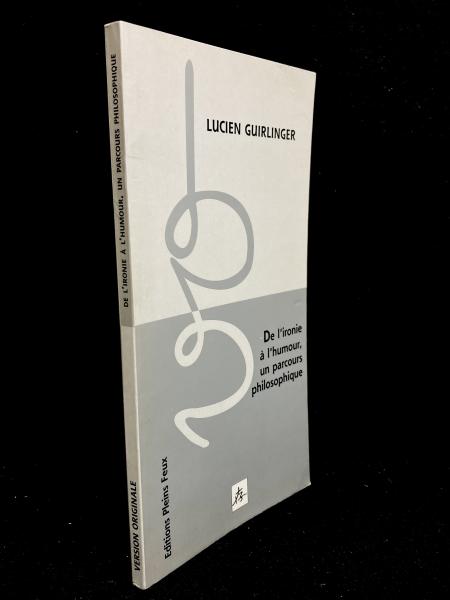 DE L'IRONIE À L'HUMOUR, UN PARCOURS PHILOSOPHIQUE
VERSION ORIGINALE
LUCIEN GUIRLINGER
De l'ironie
à l'humour,
un parcours
philosophique
Editions Pleins Feux